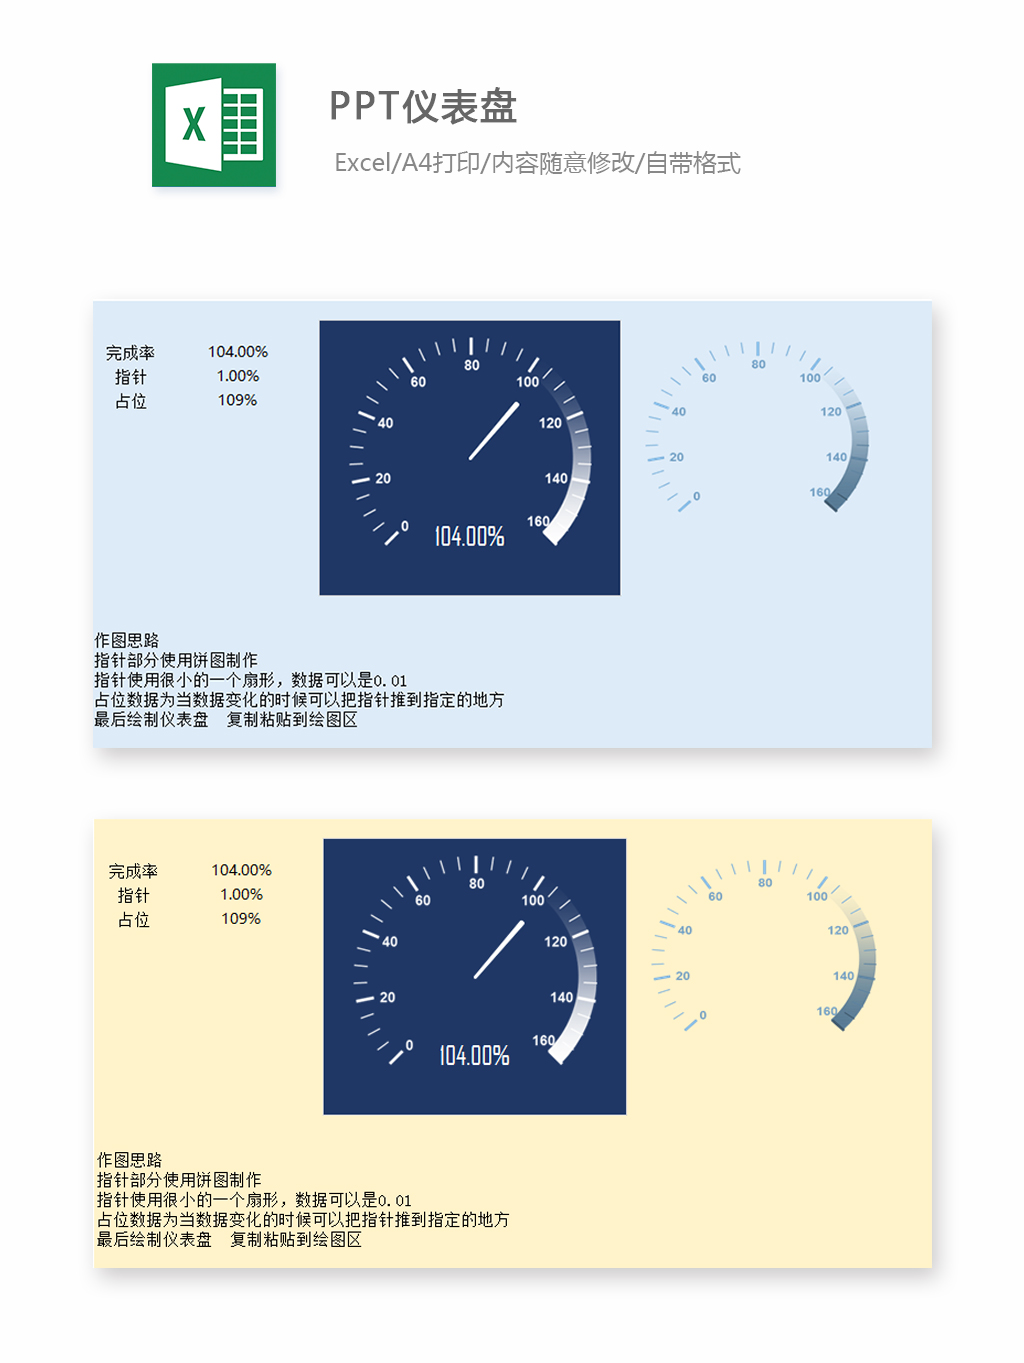 X
PPT仪表盘
Excel/A4打印/内容随意修改/自带格式
完成率 104.00%
指针 1.00%
占位 109%
0 20 40 60 80 100 120 140 160
104.00%
0 20 40 60 80 100 120 140 160
作图思路
指针部分使用饼图制作
指针使用很小的一个扇形，数据可以是0.01
占位数据为当数据变化的时候可以把指针推到指定的地方
最后绘制仪表盘 复制粘贴到绘图区
完成率 104.00%
指针 1.00%
占位 109%
0 20 40 60 80 100 120 140 160
104.00%
0 20 40 60 80 100 120 140 160
作图思路
指针部分使用饼图制作
指针使用很小的一个扇形，数据可以是0.01
占位数据为当数据变化的时候可以把指针推到指定的地方
最后绘制仪表盘 复制粘贴到绘图区